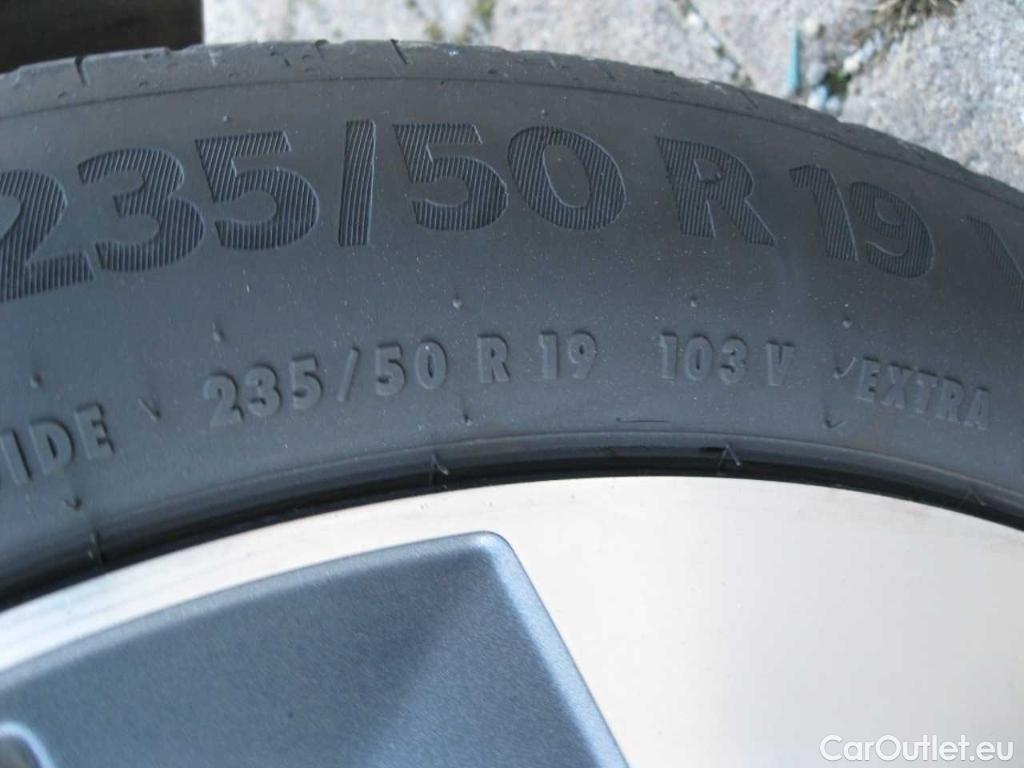 235/50 R 19
IDE 235/50 R 19 103 V EXTRA
CarOutlet.eu